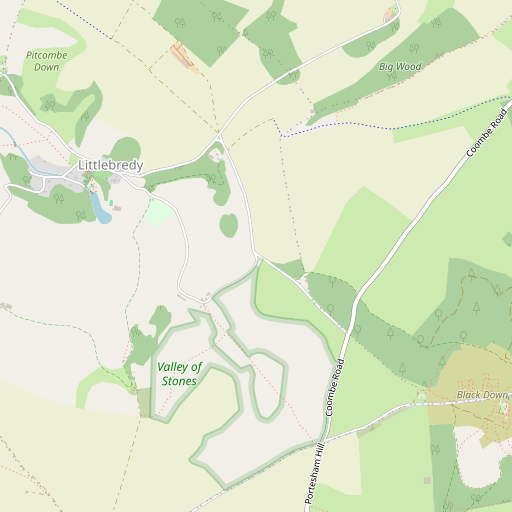 Pitcombe
Down
Big Wood
Coombe Road
Littlebredy
Valley of
Stones
Coombe Road
Black Down
Portesham Hill